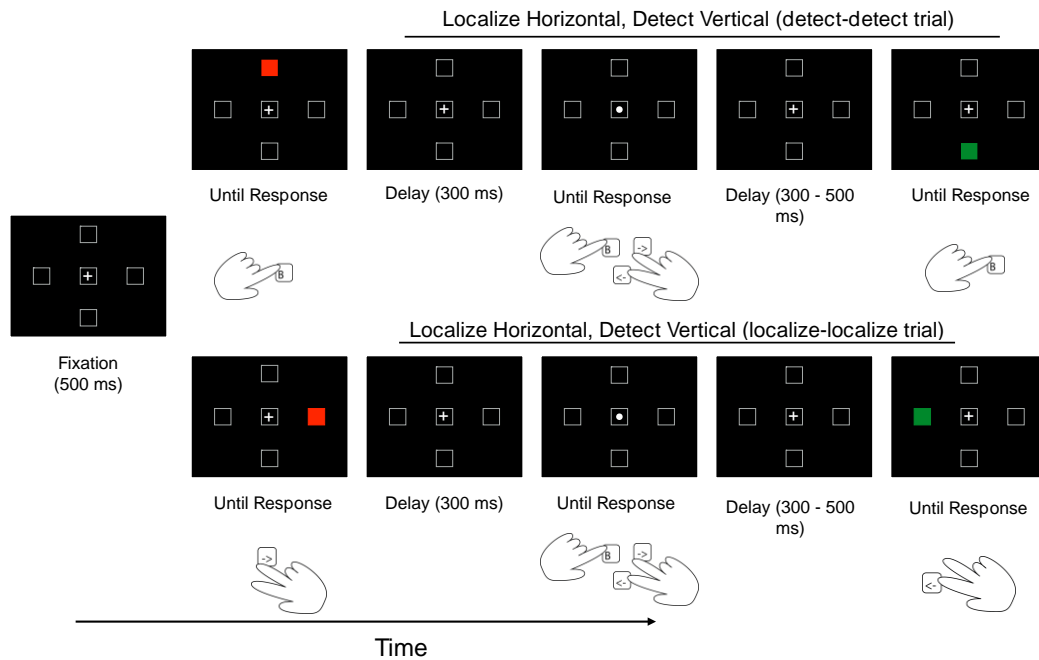 Localize Horizontal, Detect Vertical (detect-detect trial)
Until Response
Delay (300 ms)
Until Response
Delay (300 - 500
ms)
Until Response
B
B
->
<-
B
Fixation
(500 ms)
Localize Horizontal, Detect Vertical (localize-localize trial)
Until Response
Delay (300 ms)
Until Response
Delay (300 - 500
ms)
Until Response
->
B
->
<-
<-
Time